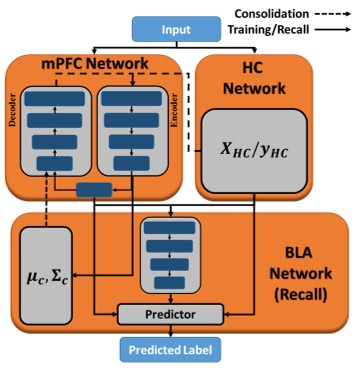 Consolidation
Training/Recall
Input
mPFC Network
HC
Network
Decoder
Encoder
X_HC/y_HC
μ_c, Σ_c
BLA
Network
(Recall)
Predictor
Predicted Label